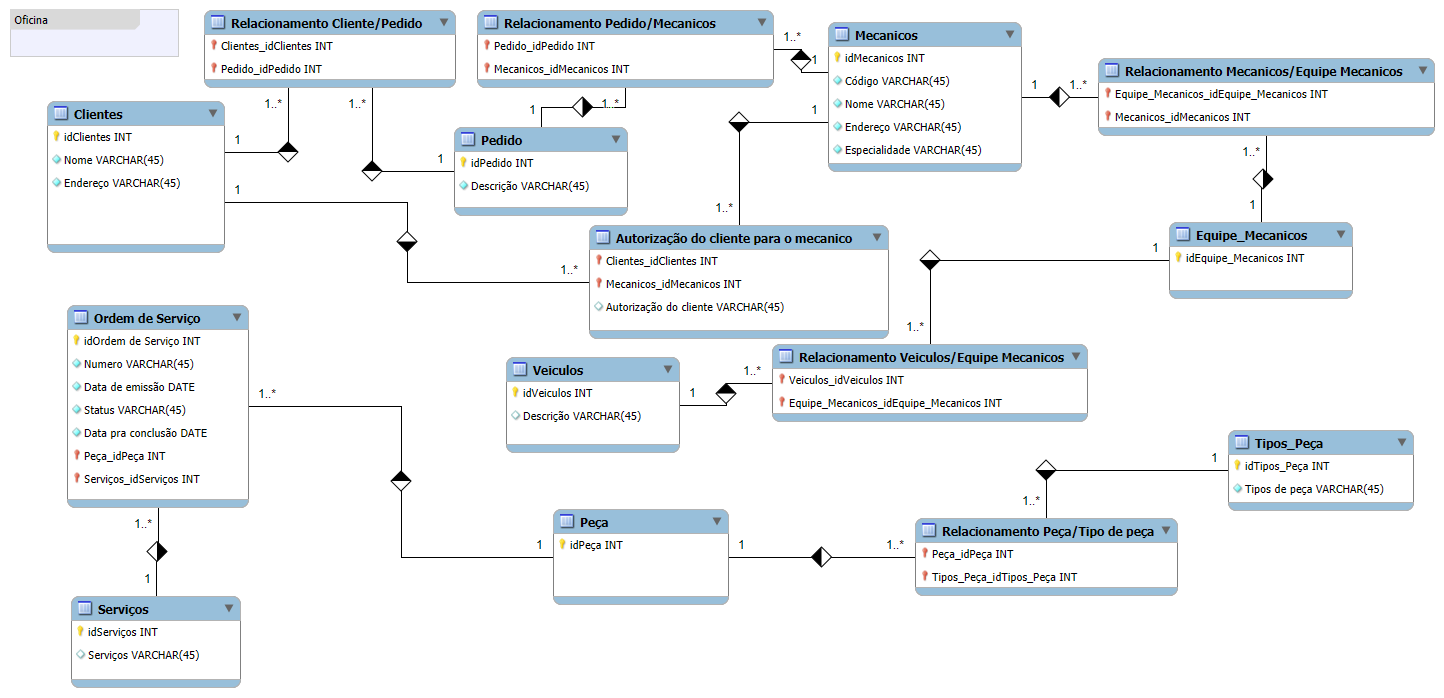 Oficina
Relacionamento Cliente/Pedido
Clientes_idClientes INT
Pedido_idPedido INT
Relacionamento Pedido/Mecanicos
Pedido_idPedido INT
Mecanicos_idMecanicos INT
Mecanicos
idMecanicos INT
Código VARCHAR(45)
Nome VARCHAR(45)
Endereço VARCHAR(45)
Especialidade VARCHAR(45)
Relacionamento Mecanicos/Equipe Mecanicos
Equipe_Mecanicos_idEquipe_Mecanicos INT
Mecanicos_idMecanicos INT
1..*
1
1
1..*
Clientes
idClientes INT
Nome VARCHAR(45)
Endereço VARCHAR(45)
1..*
1..*
1
1..*
1
1
1
1
Pedido
idPedido INT
Descrição VARCHAR(45)
1..*
1
1..*
1..*
Autorização do cliente para o mecanico
Clientes_idClientes INT
Mecanicos_idMecanicos INT
Autorização do cliente VARCHAR(45)
Equipe_Mecanicos
idEquipe_Mecanicos INT
1
1..*
Ordem de Serviço
idOrdem de Serviço INT
Numero VARCHAR(45)
Data de emissão DATE
Status VARCHAR(45)
Data pra conclusão DATE
Peça_idPeça INT
Serviços_idServiços INT
Veiculos
idVeiculos INT
Descrição VARCHAR(45)
1
1..*
Relacionamento Veiculos/Equipe Mecanicos
Veiculos_idVeiculos INT
Equipe_Mecanicos_idEquipe_Mecanicos INT
1..*
Tipos_Peça
idTipos_Peça INT
Tipos de peça VARCHAR(45)
1
1..*
1..*
1
Peça
idPeça INT
1
1
1..*
Relacionamento Peça/Tipo de peça
Peça_idPeça INT
Tipos_Peça_idTipos_Peça INT
Serviços
idServiços INT
Serviços VARCHAR(45)